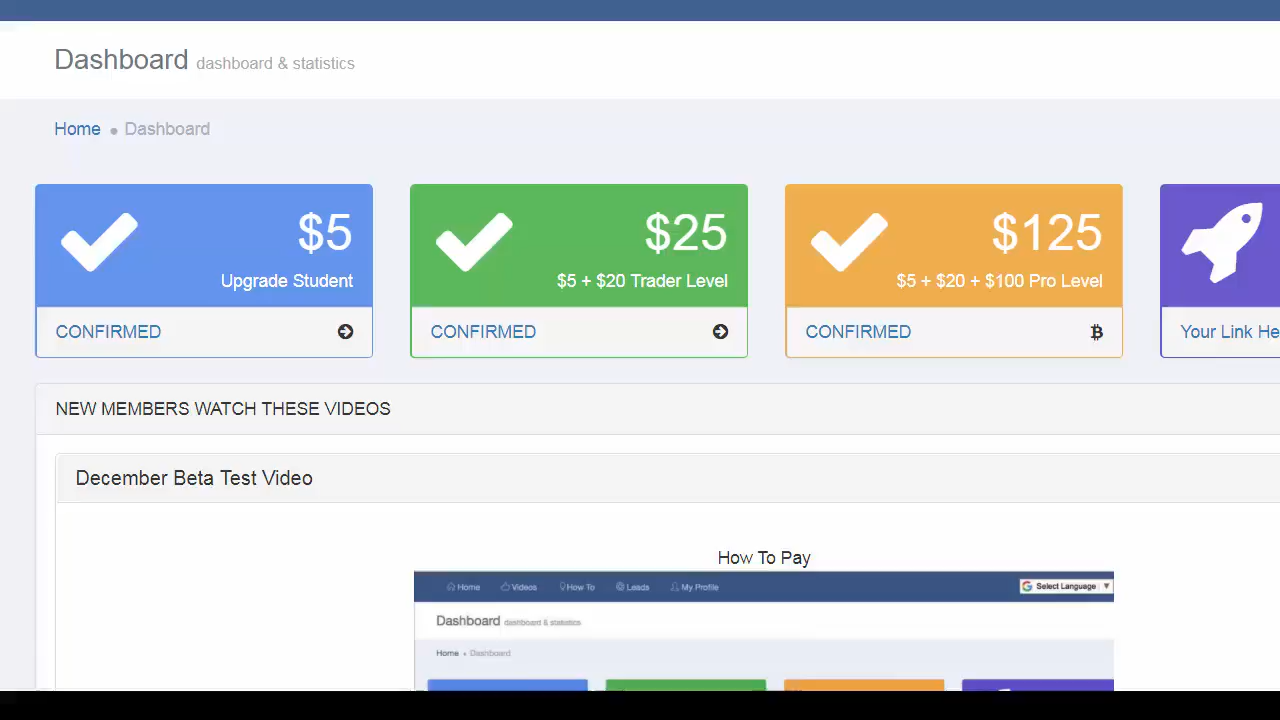 Dashboard dashboard & statistics
Home • Dashboard
$5
Upgrade Student
CONFIRMED
$25
$5 + $20 Trader Level
CONFIRMED
$125
$5 + $20 + $100 Pro Level
CONFIRMED
Your Link He
NEW MEMBERS WATCH THESE VIDEOS
December Beta Test Video
How To Pay
Home Videos How To Leads My Profile Select Language ▼
Dashboard dashboard & statistics
Home • Dashboard